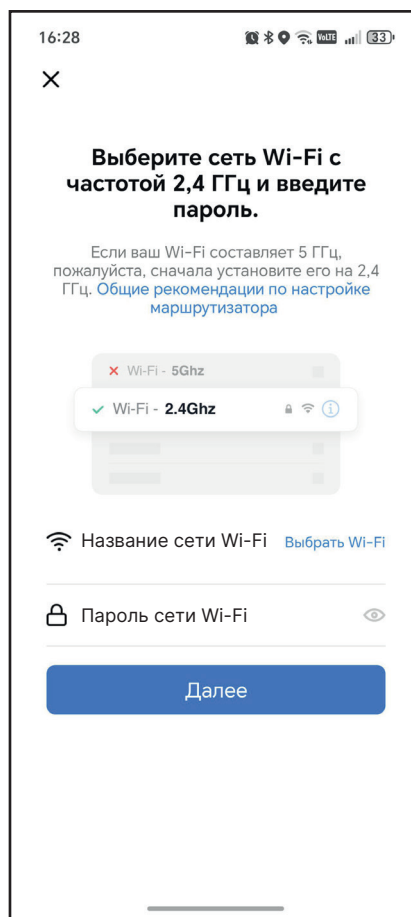 16:28 VoLTE 33
Выберите сеть Wi-Fi с
частотой 2,4 ГГц и введите
пароль.
Если ваш Wi-Fi составляет 5 ГГц,
пожалуйста, сначала установите его на 2,4
ГГц. Общие рекомендации по настройке
маршрутизатора
Wi-Fi - 5Ghz
Wi-Fi - 2.4Ghz
Название сети Wi-Fi Выбрать Wi-Fi
Пароль сети Wi-Fi
Далее